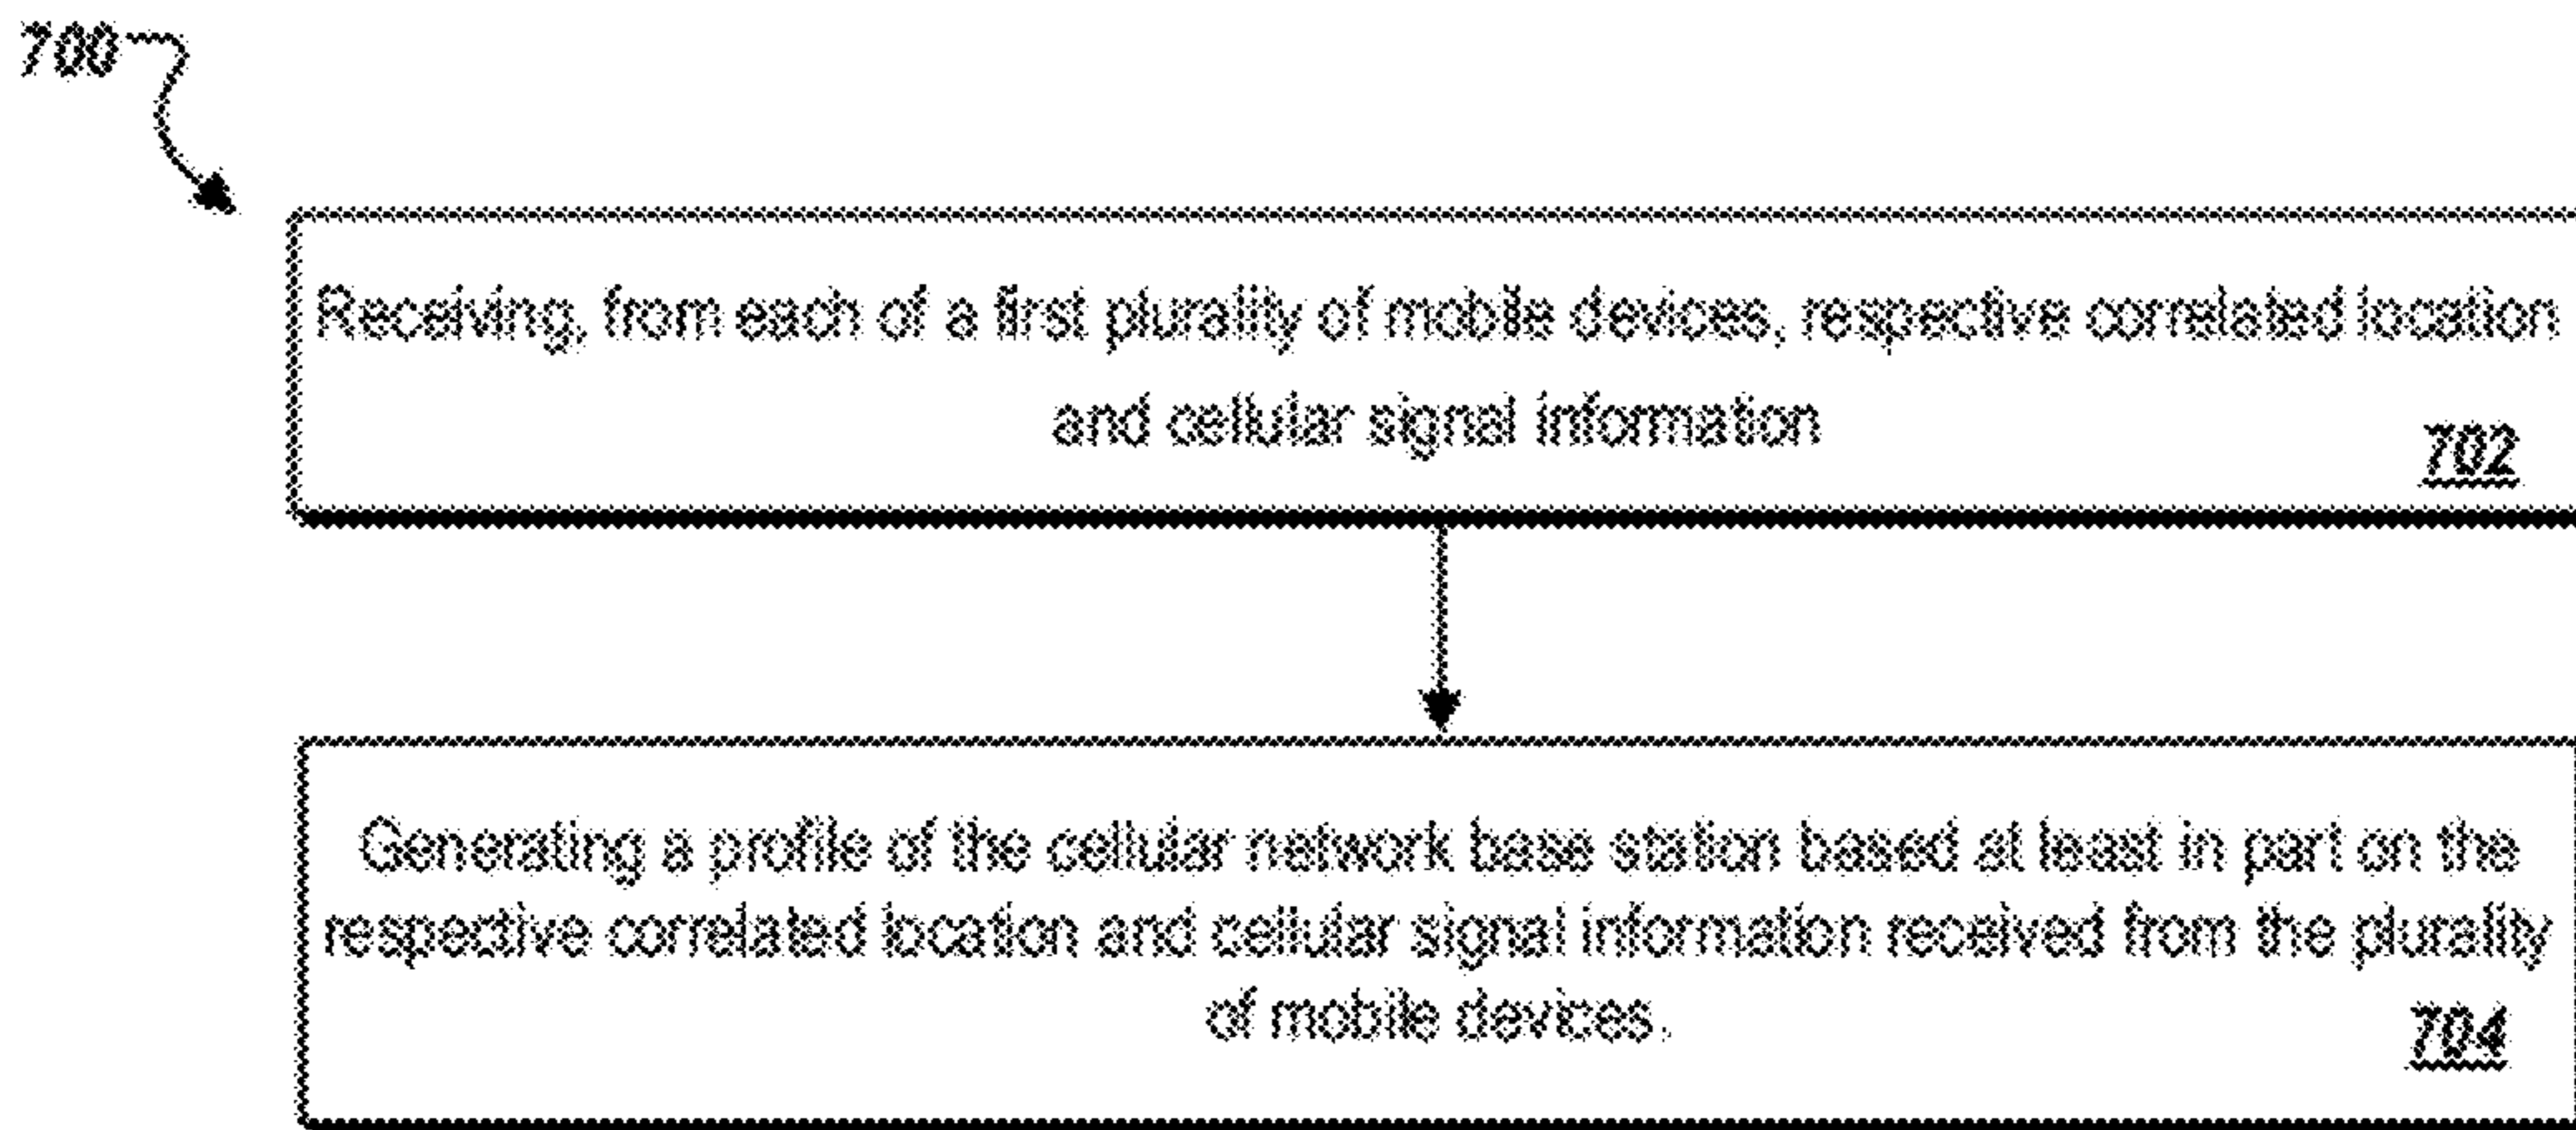 700
Receiving, from each of a first plurality of mobile devices, respective correlated location
and cellular signal information
702
Generating a profile of the cellular network base station based at least in part on the
respective correlated location and cellular signal information received from the plurality
of mobile devices.
704